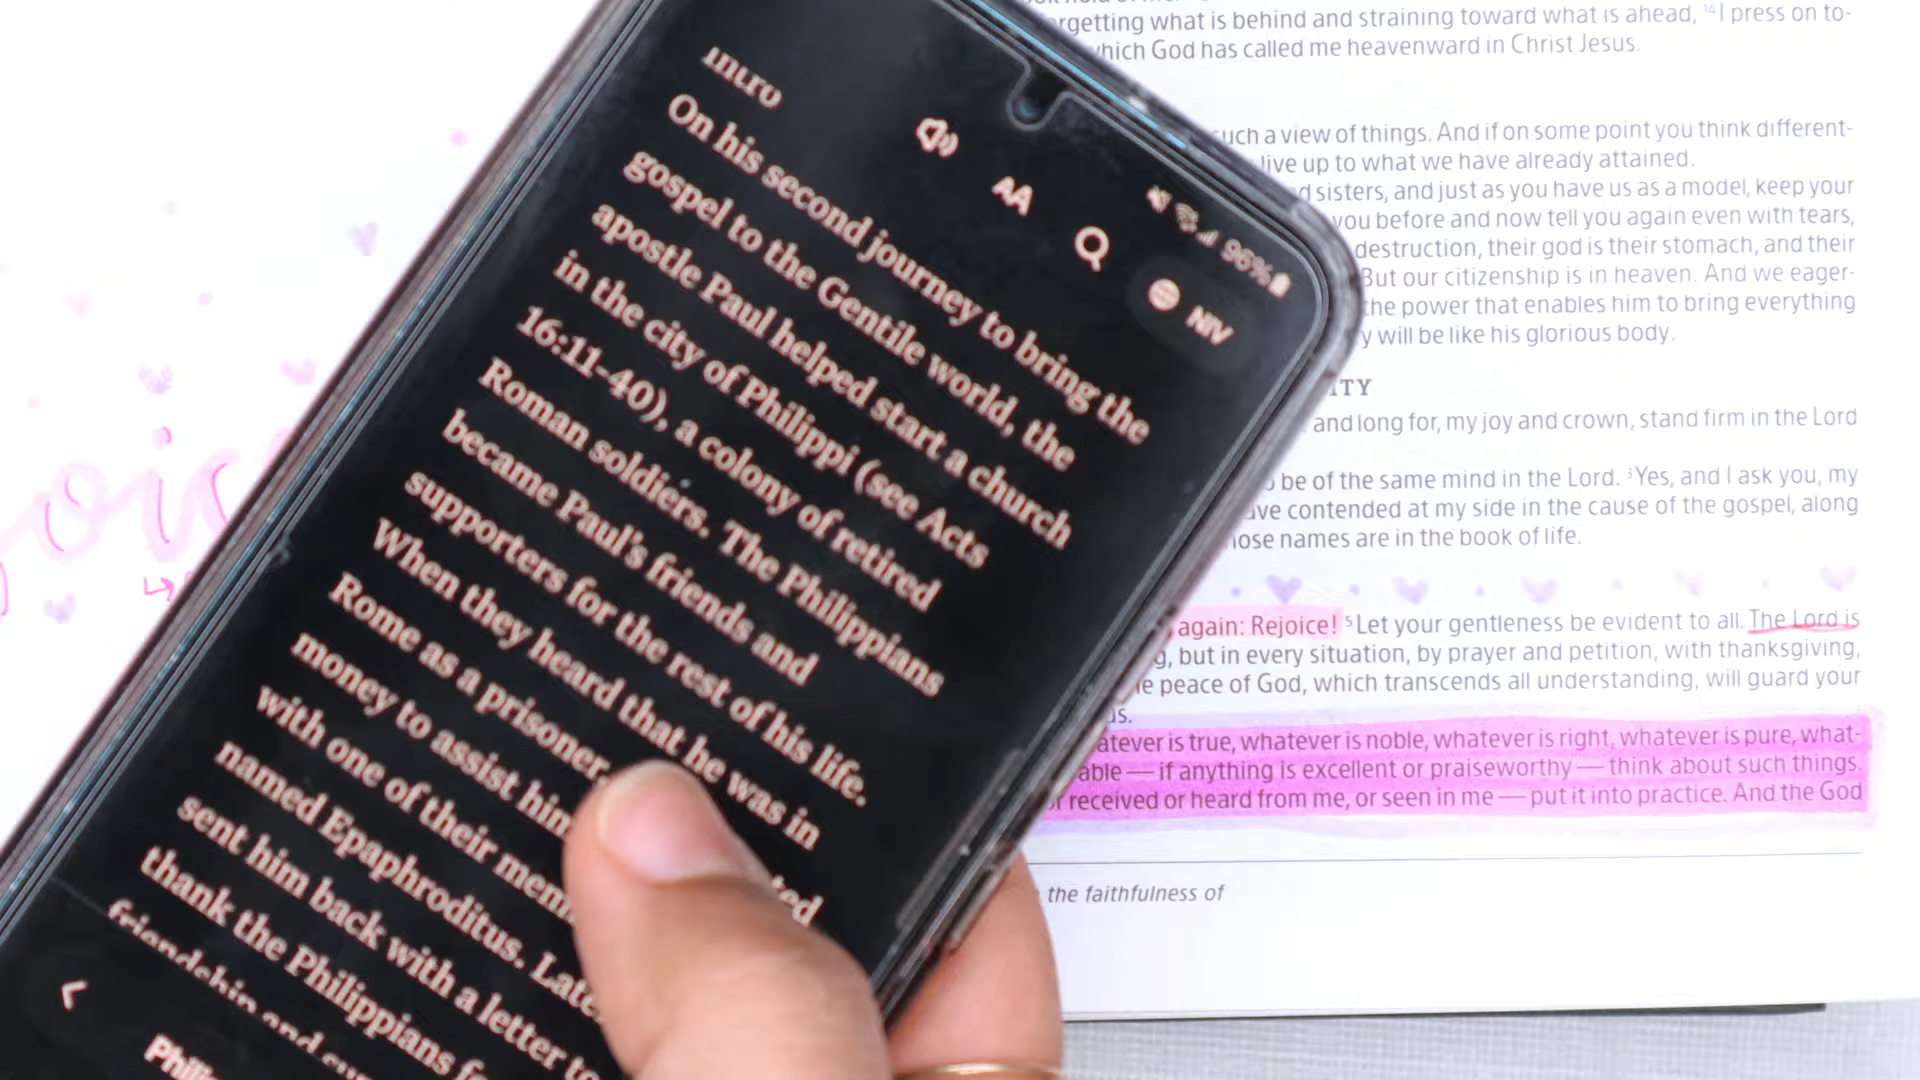 96%
NIV
AA
Intro
On his second journey to bring the
gospel to the Gentile world, the
apostle Paul helped start a church
in the city of Philippi (see Acts
16:11-40), a colony of retired
Roman soldiers. The Philippians
became Paul's friends and
supporters for the rest of his life.
When they heard that he was in
Rome as a prisoner,
money to assist him
with one of their
named Epaphroditus.
sent him back with a letter to
thank the Philippians
friendship and
what is behind and straining toward what is ahead, 14 I press on to-
which God has called me heavenward in Christ Jesus.
such a view of things. And if on some point you think different-
live up to what we have already attained.
sisters, and just as you have us as a model, keep your
you before and now tell you again even with tears,
destruction, their god is their stomach, and their
But our citizenship is in heaven. And we eager-
the power that enables him to bring everything
will be like his glorious body.
and long for, my joy and crown, stand firm in the Lord
be of the same mind in the Lord. 3 Yes, and I ask you, my
contended at my side in the cause of the gospel, along
names are in the book of life.
again: Rejoice! 5 Let your gentleness be evident to all. The Lord is
but in every situation, by prayer and petition, with thanksgiving,
peace of God, which transcends all understanding, will guard your
is true, whatever is noble, whatever is right, whatever is pure, what-
— if anything is excellent or praiseworthy — think about such things.
received or heard from me, or seen in me — put it into practice. And the God
the faithfulness of